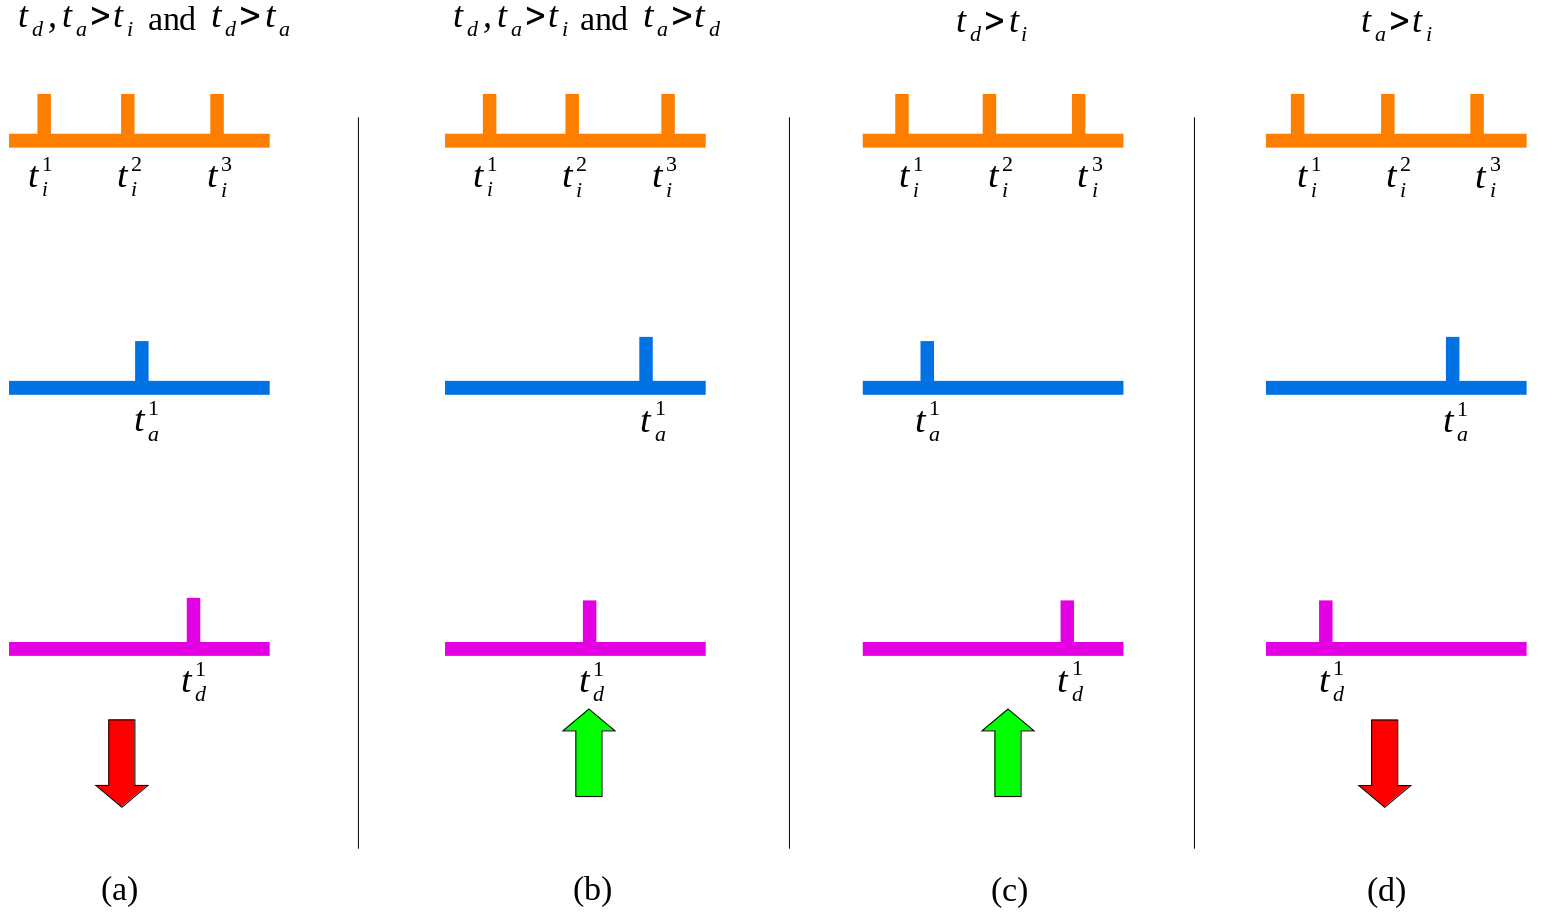 t_d, t_a > t_i and t_d > t_a
t_d, t_a > t_i and t_a > t_d
t_d > t_i
t_a > t_i
t_i^1 t_i^2 t_i^3
t_i^1 t_i^2 t_i^3
t_i^1 t_i^2 t_i^3
t_i^1 t_i^2 t_i^3
t_a^1
t_a^1
t_a^1
t_a^1
t_d^1
t_d^1
t_d^1
t_d^1
(a)
(b)
(c)
(d)